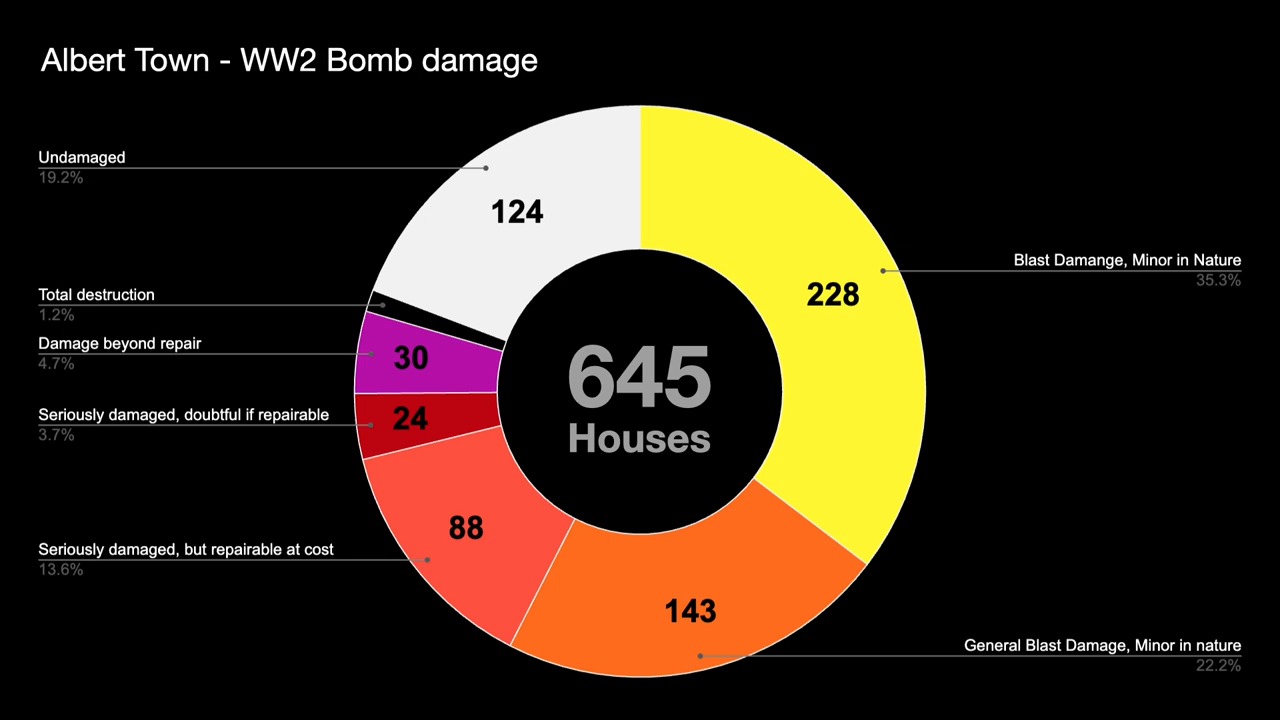 Albert Town - WW2 Bomb damage
Undamaged
19.2%
124
Total destruction
1.2%
Damage beyond repair
4.7%
30
Seriously damaged, doubtful if repairable
3.7%
24
Seriously damaged, but repairable at cost
13.6%
88
645
Houses
Blast Damange, Minor in Nature
35.3%
228
143
General Blast Damage, Minor in nature
22.2%